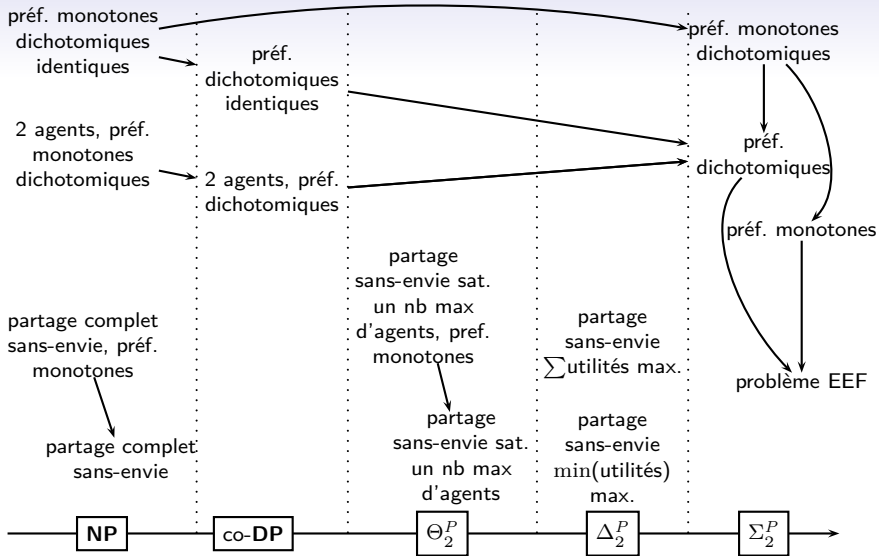 préf. monotones
dichotomiques
identiques
préf.
dichotomiques
identiques
préf. monotones
dichotomiques
2 agents, préf.
monotones
dichotomiques
2 agents, préf.
dichotomiques
préf.
dichotomiques
préf. monotones
partage
sans-envie sat.
un nb max
d'agents, pref.
monotones
partage complet
sans-envie, préf.
monotones
partage
sans-envie
∑utilités max.
problème EEF
partage complet
sans-envie
partage
sans-envie sat.
un nb max
d'agents
partage
sans-envie
min(utilités)
max.
NP
co-DP
Θ₂ᴾ
Δ₂ᴾ
Σ₂ᴾ